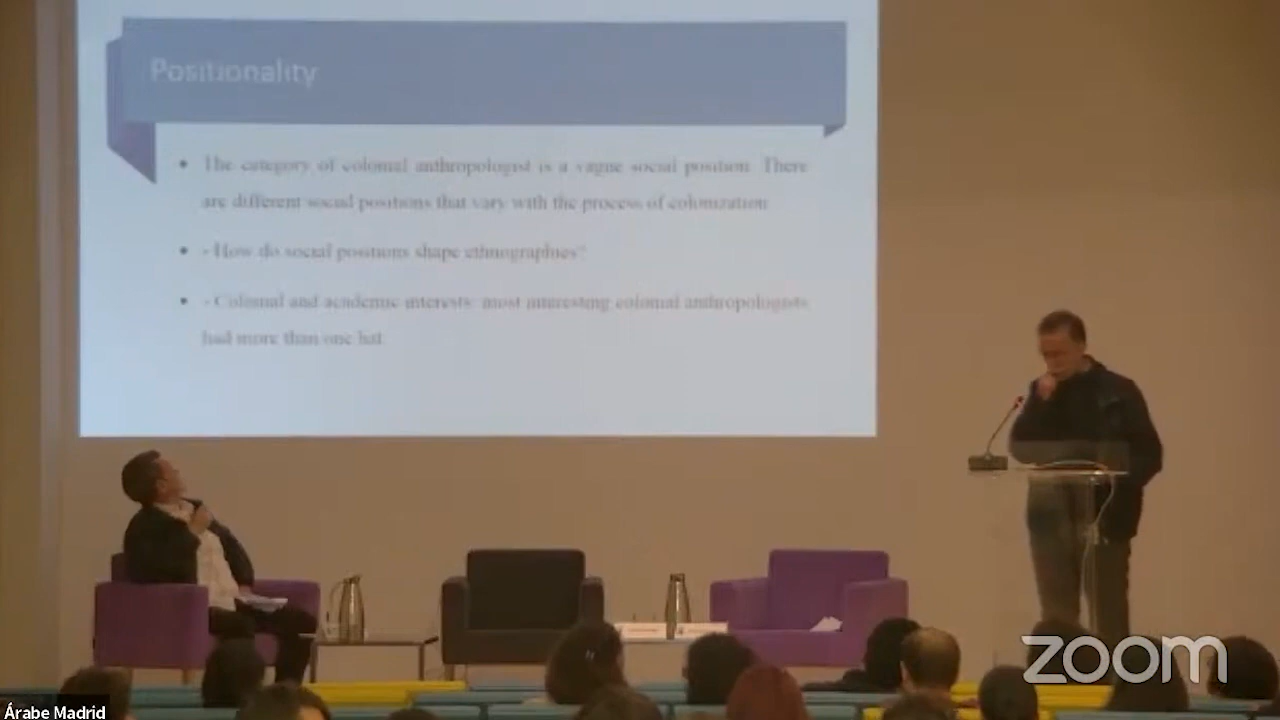 Positionality
• The category of colonial anthropologist is a vague social position. There
are different social positions that vary with the process of colonization
• - How do social positions shape ethnographies?
• - Colonial and academic interests: most interesting colonial anthropologists
had more than one hat
zoom
Árabe Madrid